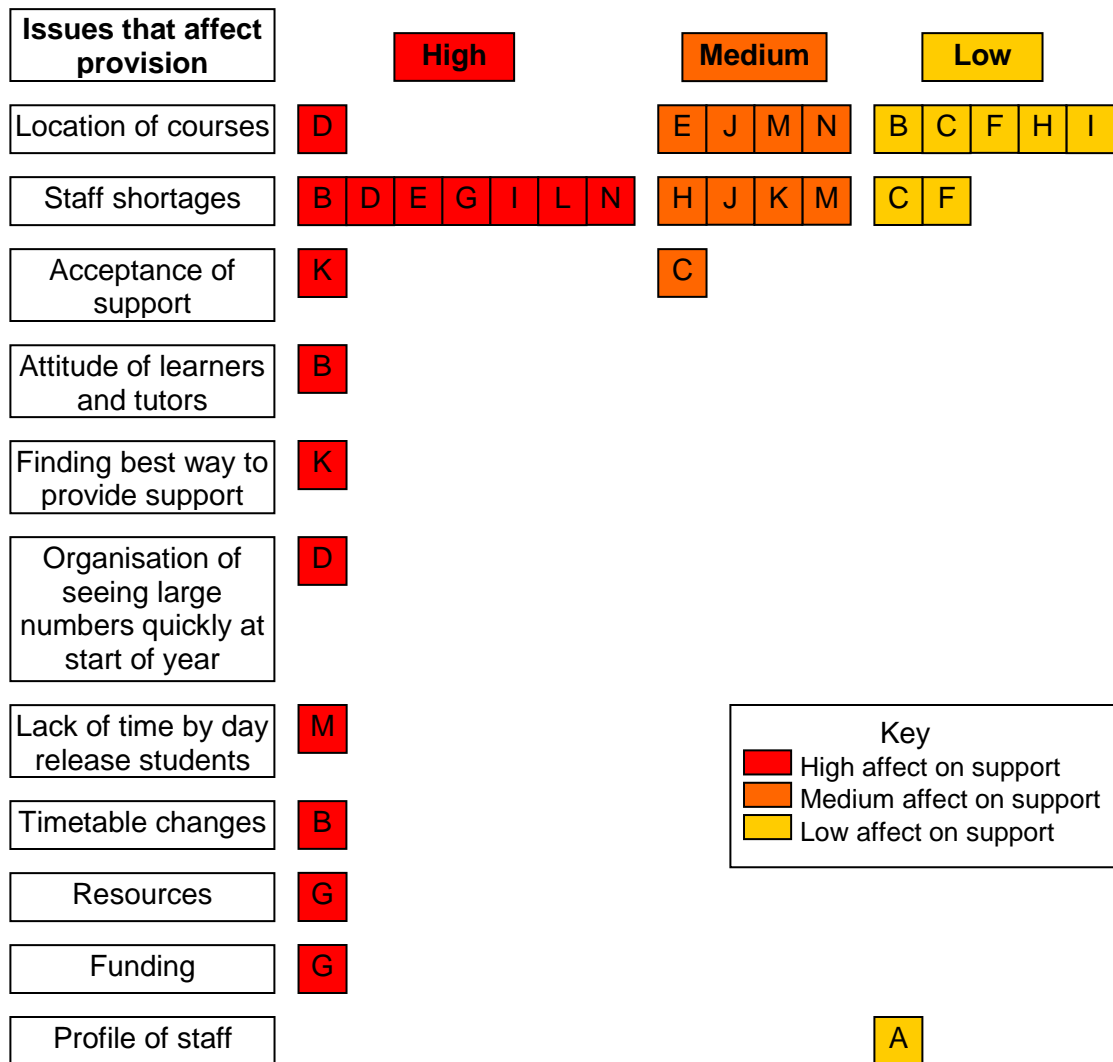 Issues that affect
provision
High
Medium
Low
Location of courses
D
E J M N
B C F H I
Staff shortages
B D E G I L N
H J K M
C F
Acceptance of
support
K
C
Attitude of learners
and tutors
B
Finding best way to
provide support
K
Organisation of
seeing large
numbers quickly at
start of year
D
Lack of time by day
release students
M
Key
High affect on support
Medium affect on support
Low affect on support
Timetable changes
B
Resources
G
Funding
G
Profile of staff
A